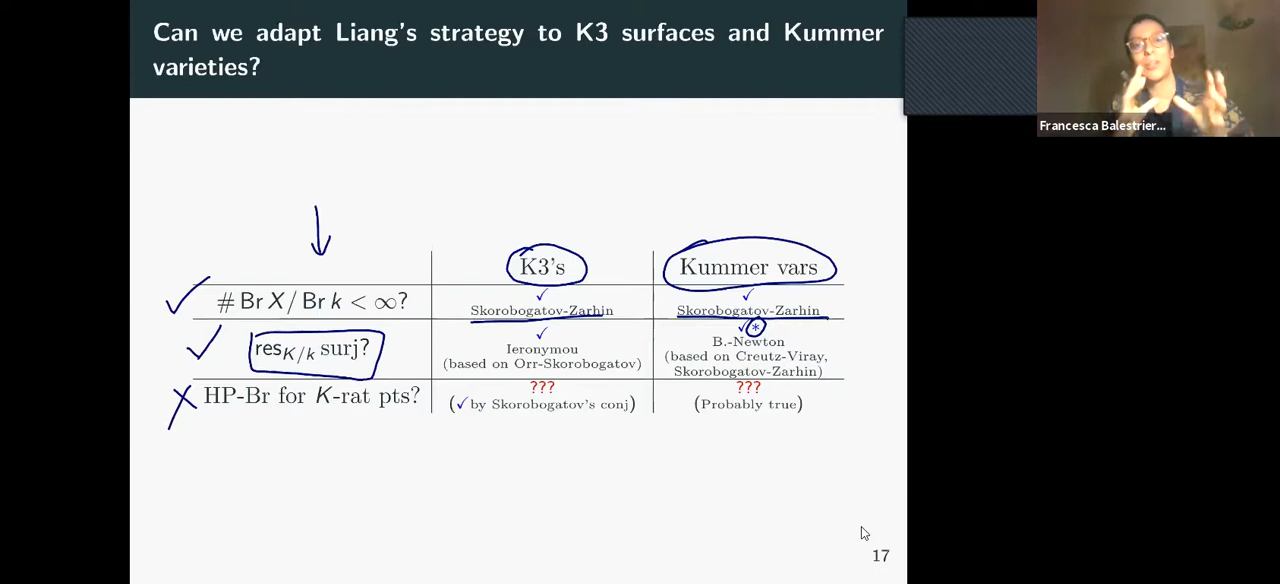 Can we adapt Liang's strategy to K3 surfaces and Kummer
varieties?
Francesca Balestrier...
K3's Kummer vars
# Br X / Br k < ∞? ✓ ✓
Skorobogatov-Zarhin Skorobogatov-Zarhin
res_{K/k} surj? ✓ ✓*
Ieronymou B.-Newton
(based on Orr-Skorobogatov) (based on Creutz-Viray,
Skorobogatov-Zarhin)
HP-Br for K-rat pts? ??? ???
(✓by Skorobogatov's conj) (Probably true)
17